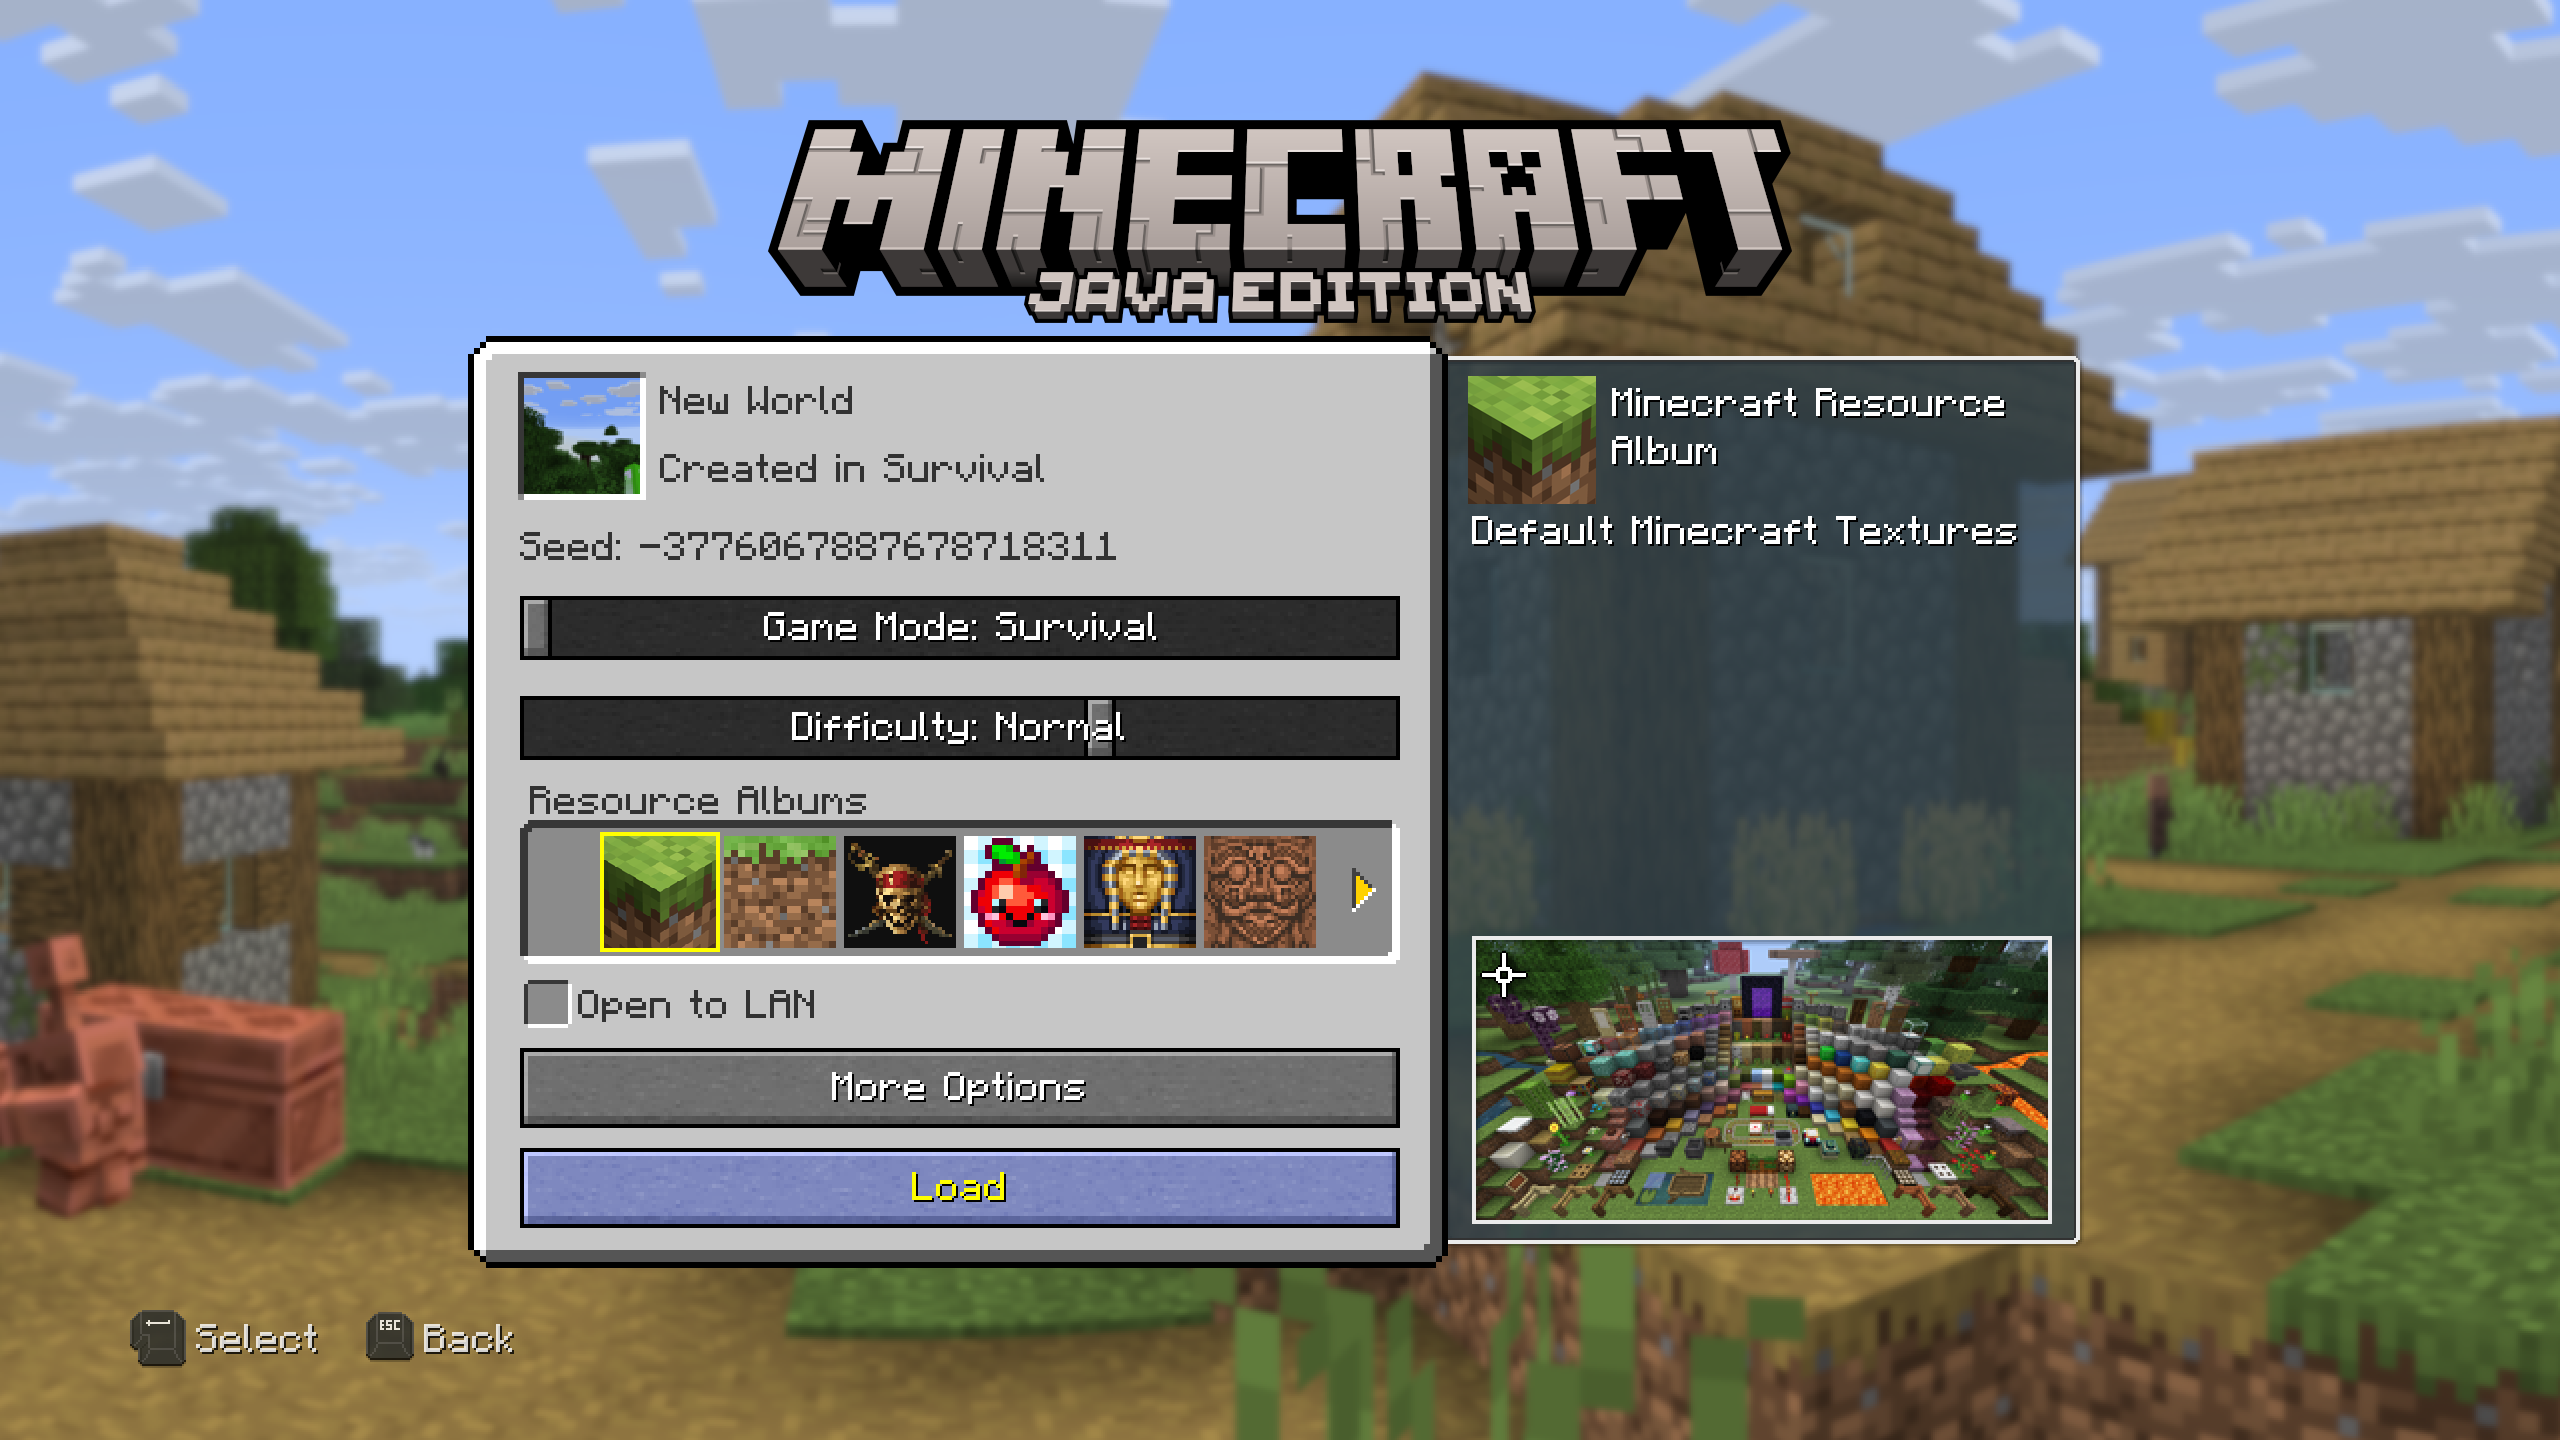 MINECRAFT
JAVA EDITION
New World
Created in Survival
Seed: -3776067887678718311
Game Mode: Survival
Difficulty: Normal
Resource Albums
Open to LAN
More Options
Load
Minecraft Resource
Album
Default Minecraft Textures
Select
ESC
Back